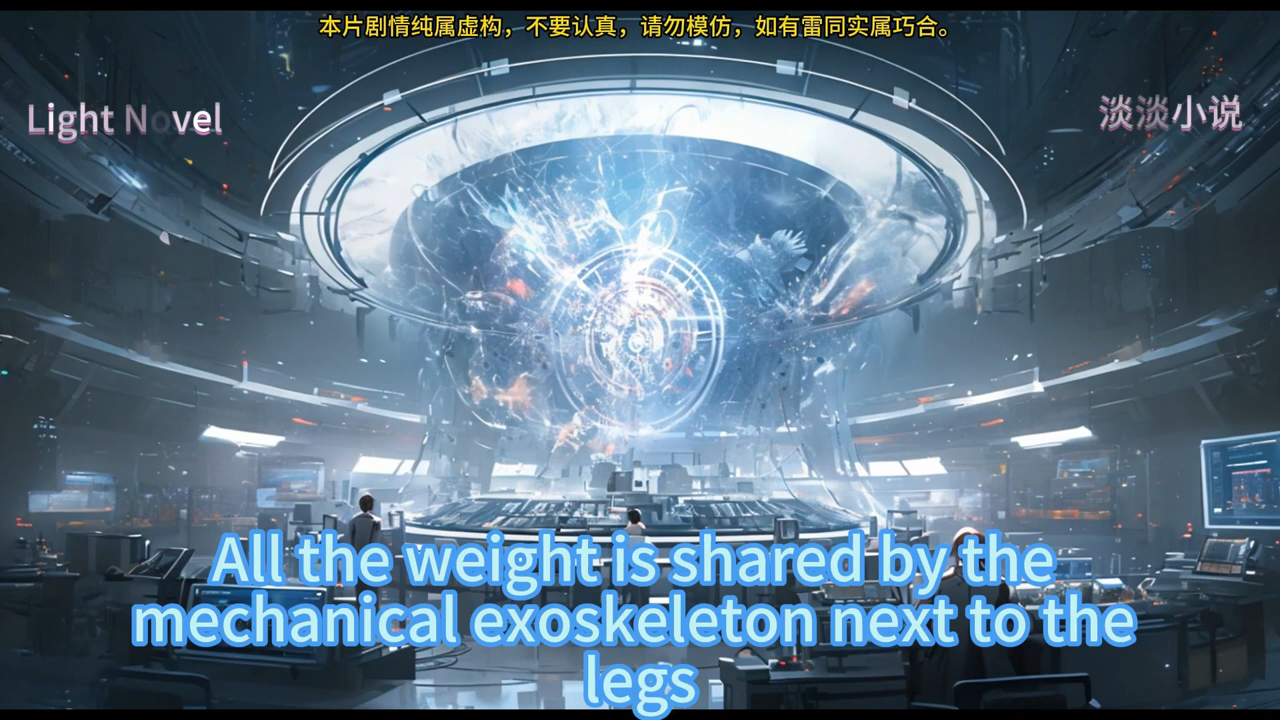 本片剧情纯属虚构，不要认真，请勿模仿，如有雷同实属巧合。
Light Novel
淡淡小说
All the weight is shared by the
mechanical exoskeleton next to the
legs